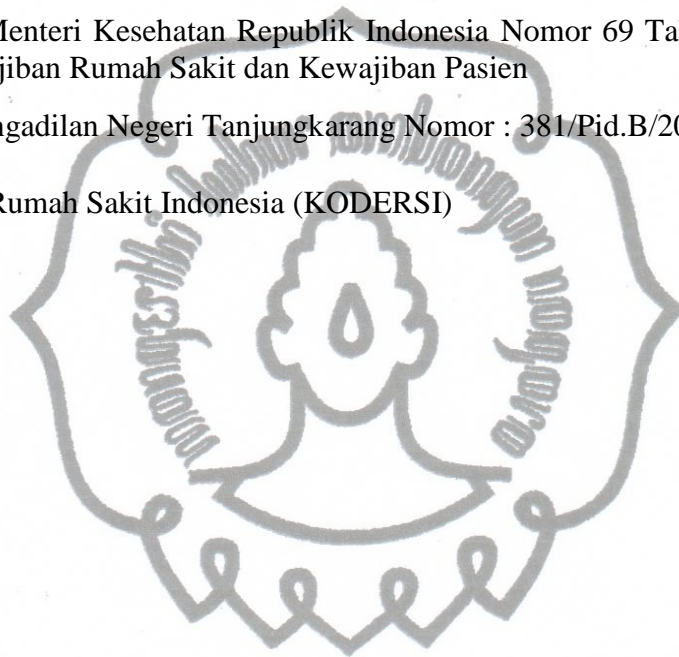 Menteri Kesehatan Republik Indonesia Nomor 69
jiban Rumah Sakit dan Kewajiban Pasien
ngadilan Negeri Tanjungkarang Nomor : 381/Pid.B/20
Rumah Sakit Indonesia (KODERSI)